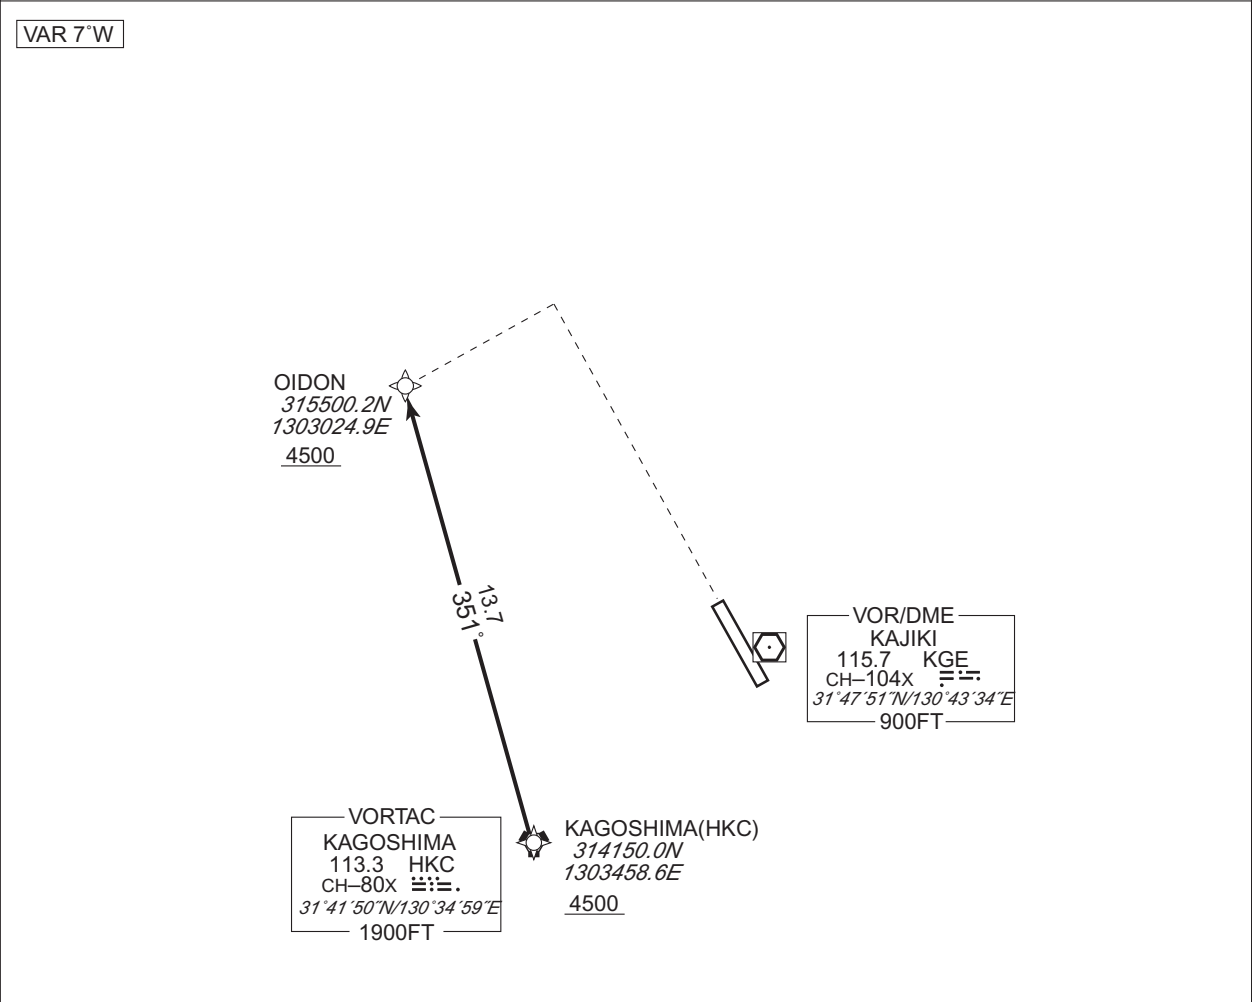 VAR 7°W
OIDON
315500.2N
1303024.9E
4500
13.7
351°
VOR/DME
KAJIKI
115.7 KGE
CH–104X
31°47´51˝N/130°43´34˝E
900FT
VORTAC
KAGOSHIMA
113.3 HKC
CH–80X
31°41´50˝N/130°34´59˝E
1900FT
KAGOSHIMA(HKC)
314150.0N
1303458.6E
4500